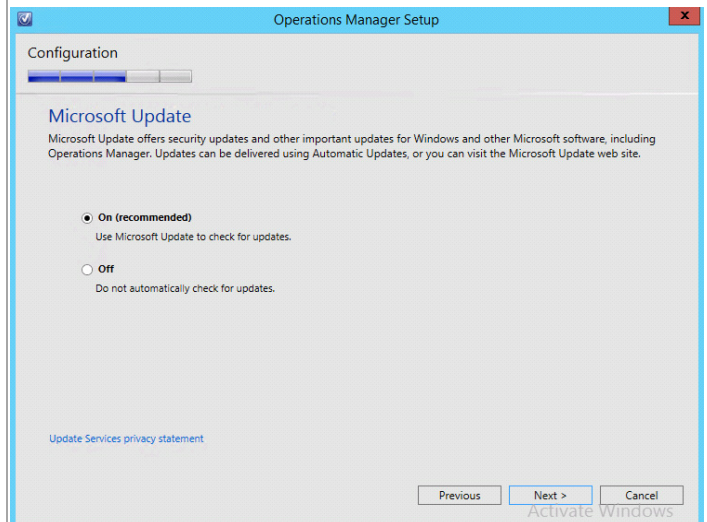 Operations Manager Setup
x
Configuration
Microsoft Update
Microsoft Update offers security updates and other important updates for Windows and other Microsoft software, including
Operations Manager. Updates can be delivered using Automatic Updates, or you can visit the Microsoft Update web site.
On (recommended)
Use Microsoft Update to check for updates.
Off
Do not automatically check for updates.
Update Services privacy statement
Previous Next > Cancel
Activate Windows